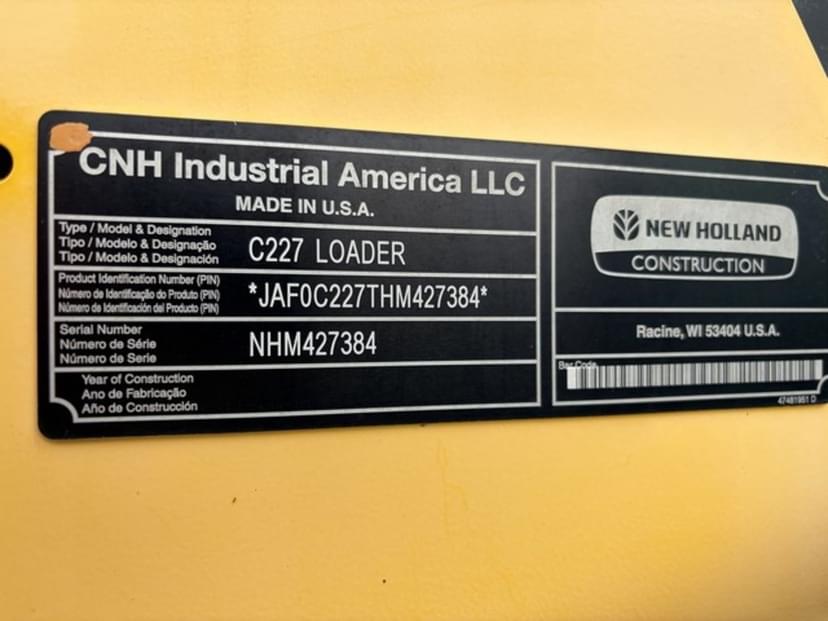 CNH Industrial America LLC
MADE IN U.S.A.
Type / Model & Designation
Tipo / Modelo & Designação
Tipo / Modelo & Designación
C227 LOADER
Product Identification Number (PIN)
Número de Identificação do Produto (PIN)
Número de Identificación del Producto (PIN)
*JAF0C227THM427384*
Serial Number
Número de Série
Número de Serie
NHM427384
Year of Construction
Ano de Fabricação
Año de Construcción
NEW HOLLAND
CONSTRUCTION
Racine, WI 53404 U.S.A.
Bar Code
47481951 D